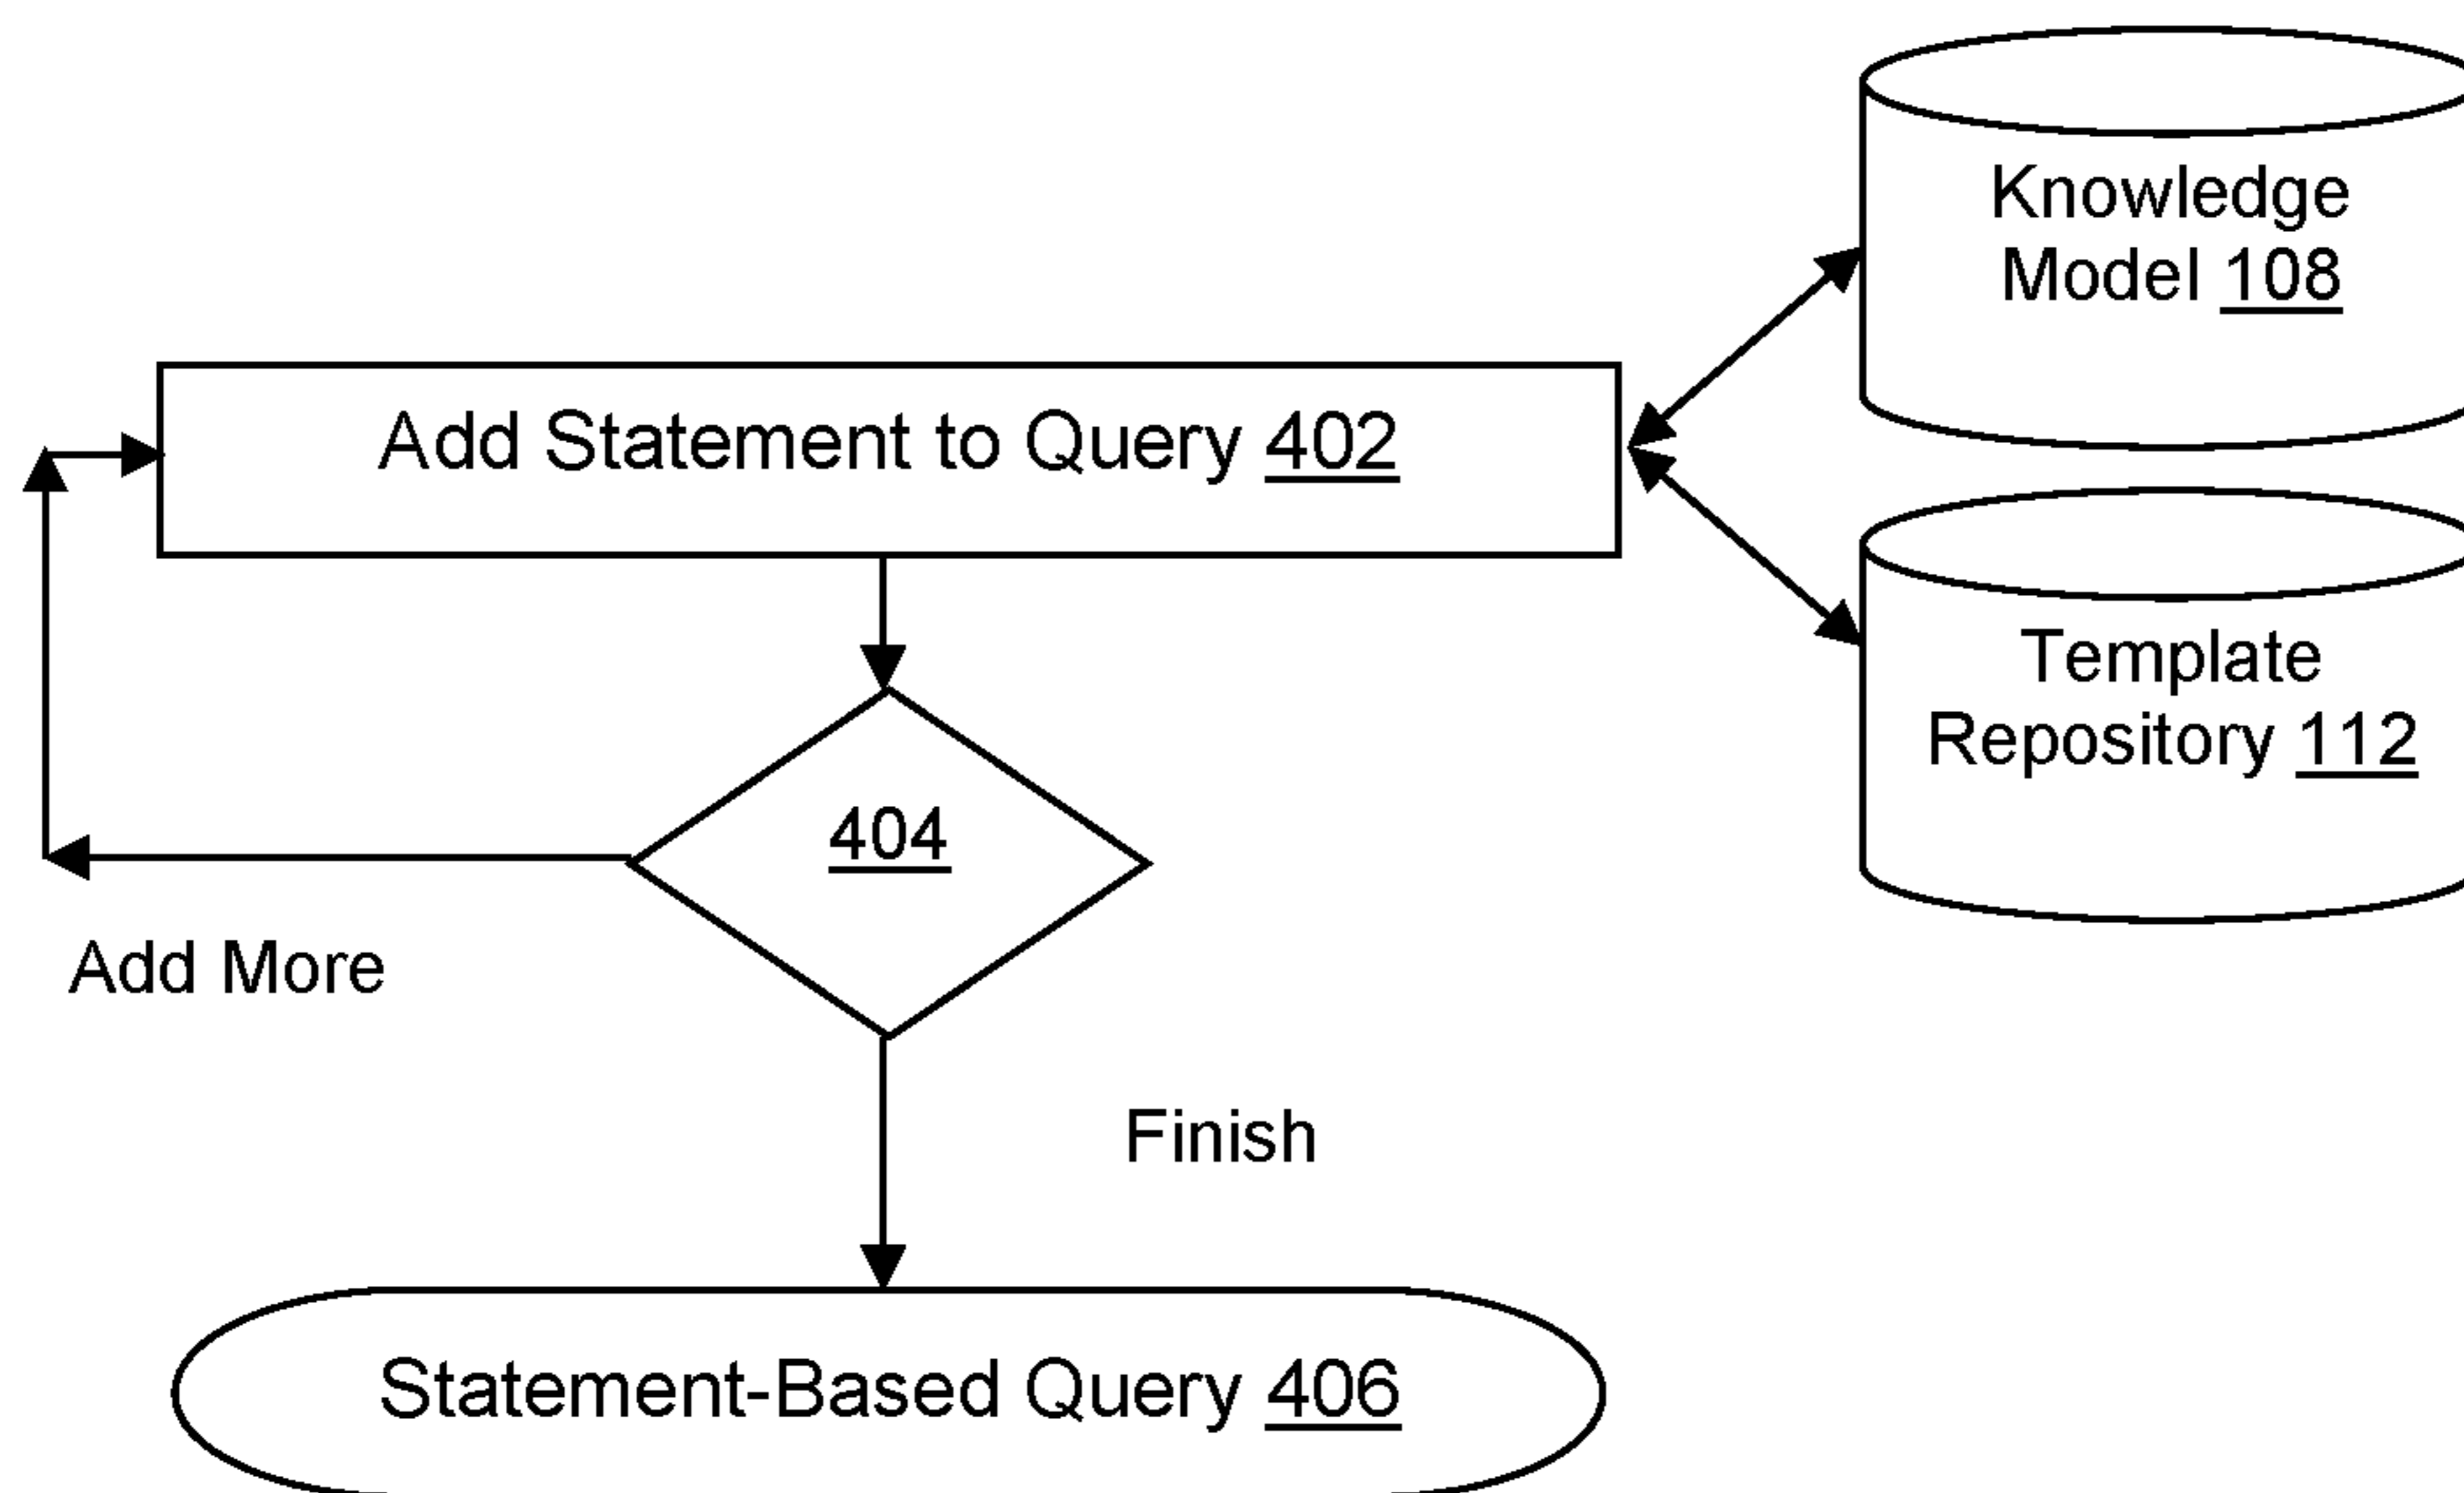 Knowledge
Model 108
Add Statement to Query 402
Template
Repository 112
404
Add More
Finish
Statement-Based Query 406